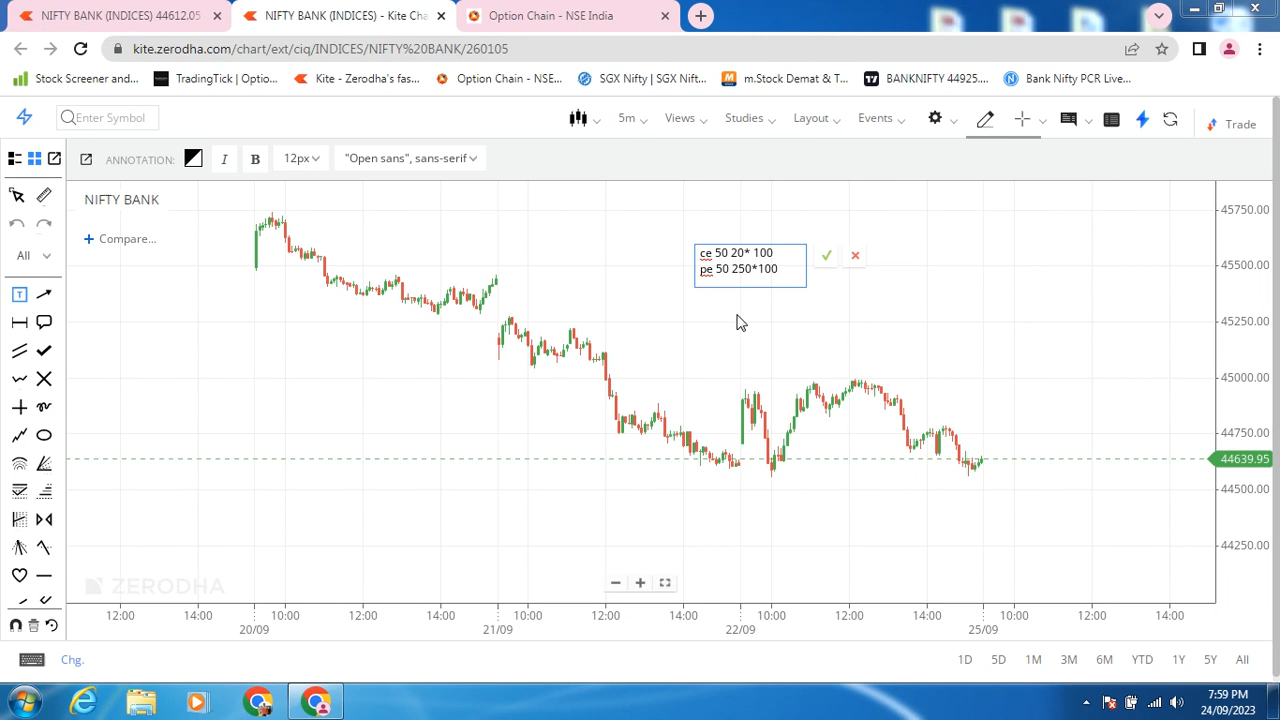 NIFTY BANK (INDICES) 44612.05
NIFTY BANK (INDICES) - Kite Cha
Option Chain - NSE India
kite.zerodha.com/chart/ext/ciq/INDICES/NIFTY%20BANK/260105
Stock Screener and...
TradingTick | Optio...
Kite - Zerodha's fas...
Option Chain - NSE...
SGX Nifty | SGX Nift...
m.Stock Demat & T...
BANKNIFTY 44925....
Bank Nifty PCR Live...
Enter Symbol
5m
Views
Studies
Layout
Events
Trade
ANNOTATION:
I
B
12px
"Open sans", sans-serif
NIFTY BANK
Compare...
All
T
ce 50 20* 100
pe 50 250*100
45750.00
45500.00
45250.00
45000.00
44750.00
44639.95
44500.00
44250.00
ZERODHA
12:00 14:00 10:00 12:00 14:00 10:00 12:00 14:00 10:00 12:00 14:00 10:00 12:00 14:00
20/09 21/09 22/09 25/09
Chg.
1D 5D 1M 3M 6M YTD 1Y 5Y All
7:59 PM
24/09/2023